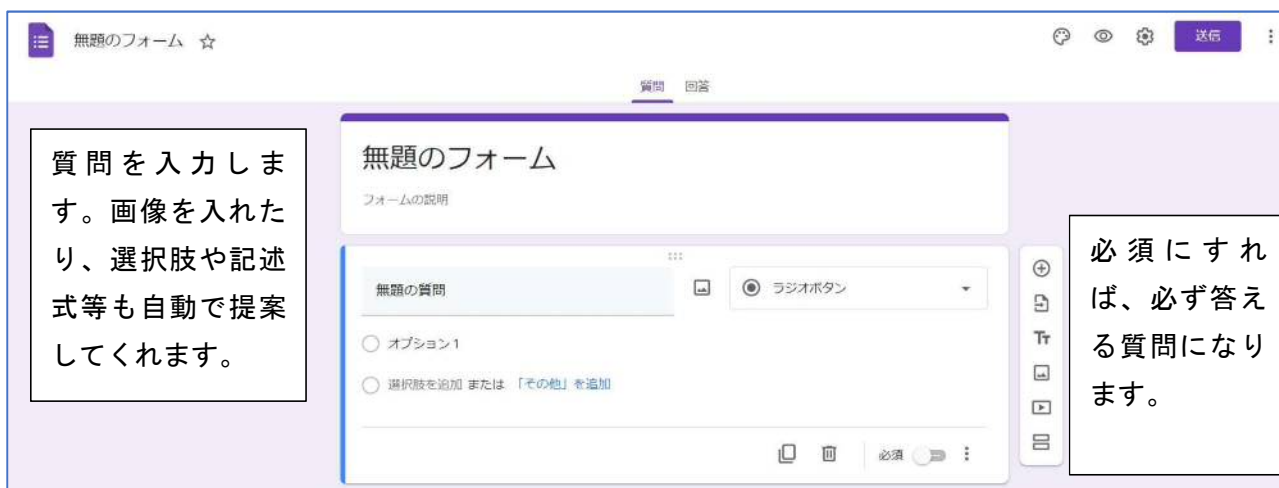 無題のフォーム
送信
質問 回答
質問を入力しま
す。画像を入れた
り、選択肢や記述
式等も自動で提案
してくれます。
無題のフォーム
フォームの説明
無題の質問
ラジオボタン
オプション 1
選択肢を追加 または 「その他」を追加
必須
Tт
必須にすれ
ば、必ず答え
る質問になり
ます。